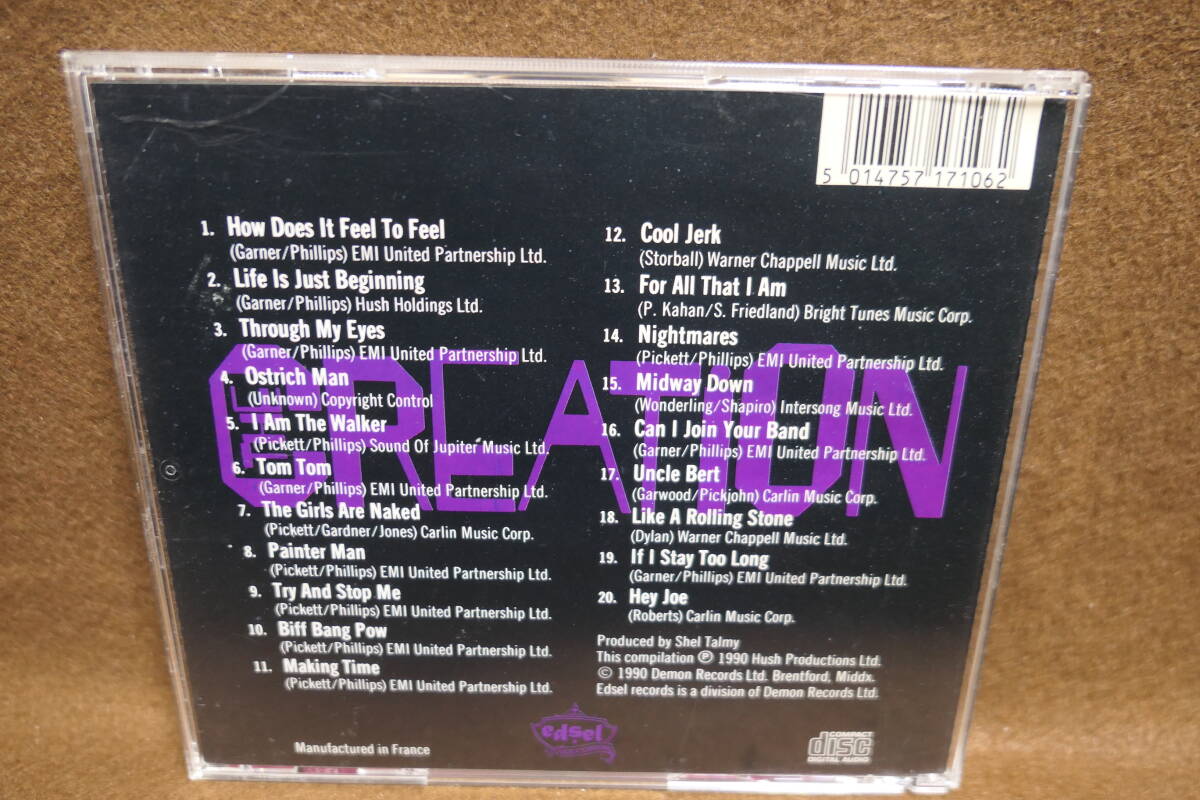 5 014757 171062
1. How Does It Feel To Feel
(Garner/Phillips) EMI United Partnership Ltd.
2. Life Is Just Beginning
(Garner/Phillips) Hush Holdings Ltd.
3. Through My Eyes
(Garner/Phillips) EMI United Partnership Ltd.
4. Ostrich Man
(Unknown) Copyright Control
5. I Am The Walker
(Pickett/Phillips) Sound Of Jupiter Music Ltd.
6. Tom Tom
(Garner/Phillips) EMI United Partnership Ltd.
7. The Girls Are Naked
(Pickett/Gardner/Jones) Carlin Music Corp.
8. Painter Man
(Pickett/Phillips) EMI United Partnership Ltd.
9. Try And Stop Me
(Pickett/Phillips) EMI United Partnership Ltd.
10. Biff Bang Pow
(Pickett/Phillips) EMI United Partnership Ltd.
11. Making Time
(Pickett/Phillips) EMI United Partnership Ltd.
12. Cool Jerk
(Storball) Warner Chappell Music Ltd.
13. For All That I Am
(P. Kahan/S. Friedland) Bright Tunes Music Corp.
14. Nightmares
(Pickett/Phillips) EMI United Partnership Ltd.
15. Midway Down
(Wonderling/Shapiro) Intersong Music Ltd.
16. Can I Join Your Band
(Garner/Phillips) EMI United Partnership Ltd.
17. Uncle Bert
(Garwood/Pickjohn) Carlin Music Corp.
18. Like A Rolling Stone
(Dylan) Warner Chappell Music Ltd.
19. If I Stay Too Long
(Garner/Phillips) EMI United Partnership Ltd.
20. Hey Joe
(Roberts) Carlin Music Corp.
THE CREATION
Produced by Shel Talmy
This compilation ℗ 1990 Hush Productions Ltd.
© 1990 Demon Records Ltd. Brentford, Middx.
Edsel records is a division of Demon Records Ltd.
edsel
Manufactured in France
COMPACT
disc
DIGITAL AUDIO